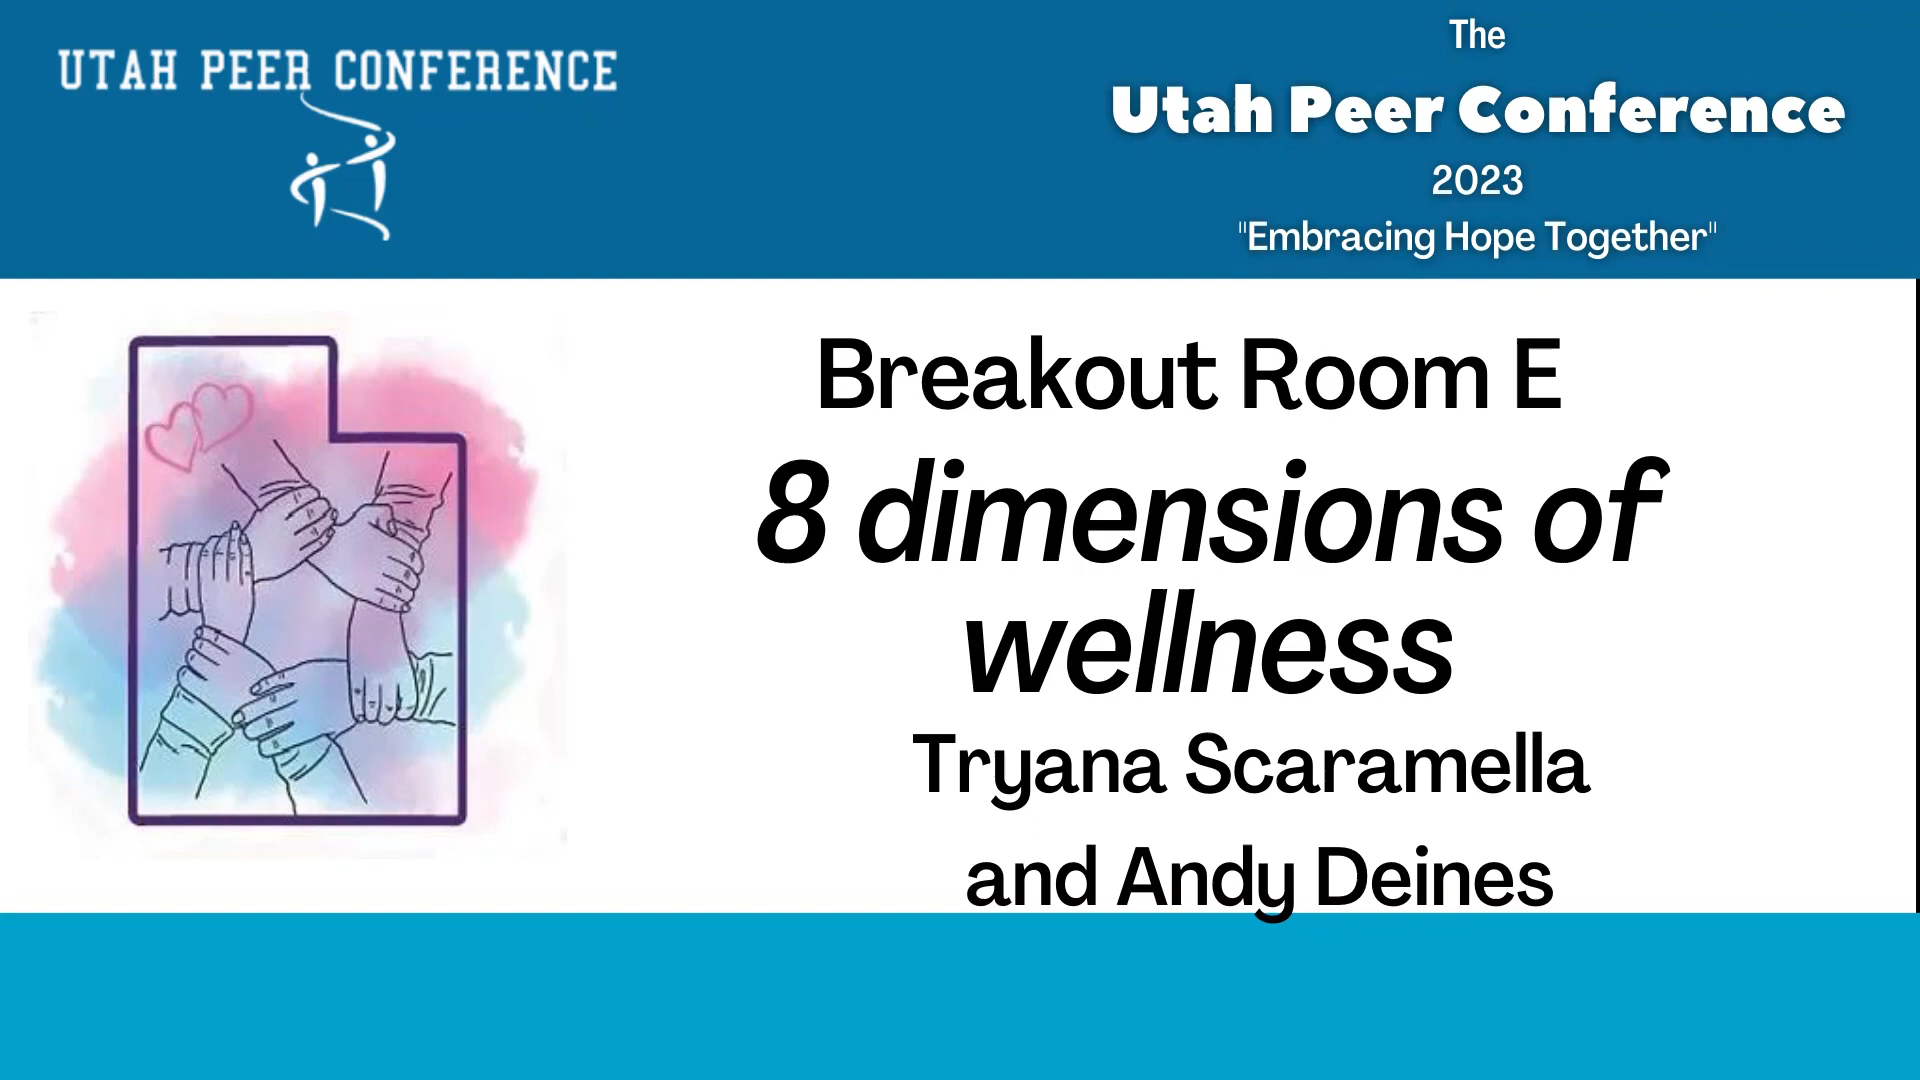 UTAH PEER CONFERENCE
The
Utah Peer Conference
2023
"Embracing Hope Together"
Breakout Room E
8 dimensions of
wellness
Tryana Scaramella
and Andy Deines